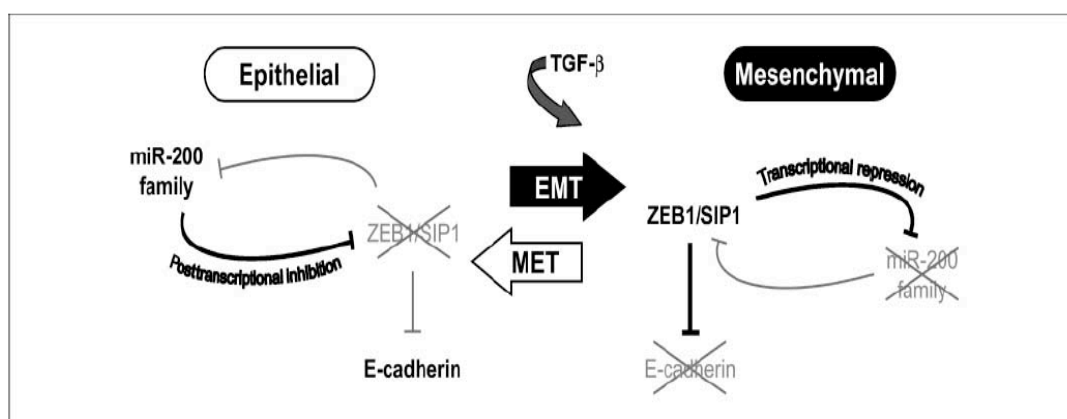 Epithelial
TGF-β
Mesenchymal
miR-200
family
ZEB1/SIP1
Posttranscriptional inhibition
E-cadherin
EMT
MET
ZEB1/SIP1
Transcriptional repression
miR-200
family
E-cadherin